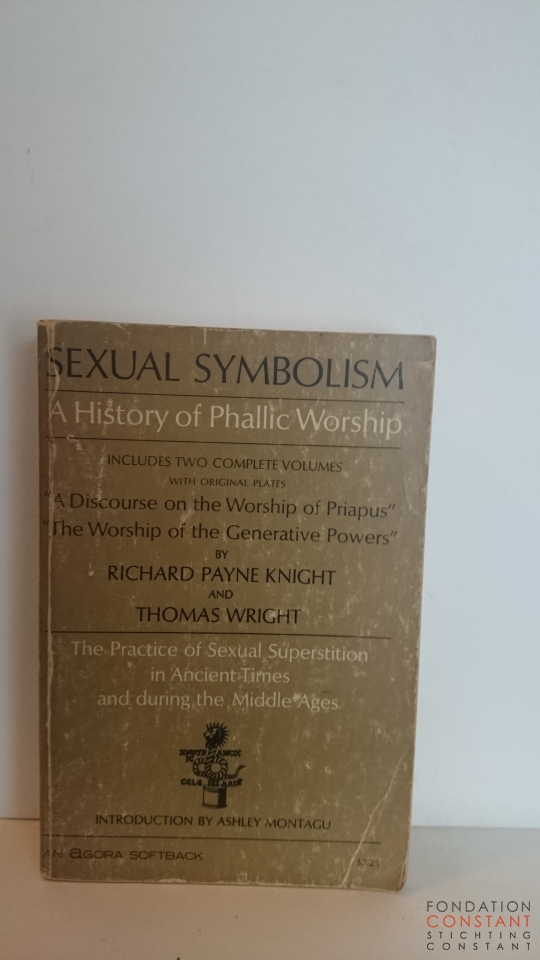 SEXUAL SYMBOLISM
A History of Phallic Worship
INCLUDES TWO COMPLETE VOLUMES
WITH ORIGINAL PLATES
"A Discourse on the Worship of Priapus"
"The Worship of the Generative Powers"
BY
RICHARD PAYNE KNIGHT
AND
THOMAS WRIGHT
The Practice of Sexual Superstition
in Ancient Times
and during the Middle Ages
INTRODUCTION BY ASHLEY MONTAGU
AN agora SOFTBACK
FONDATION
CONSTANT
STICHTING
CONSTANT